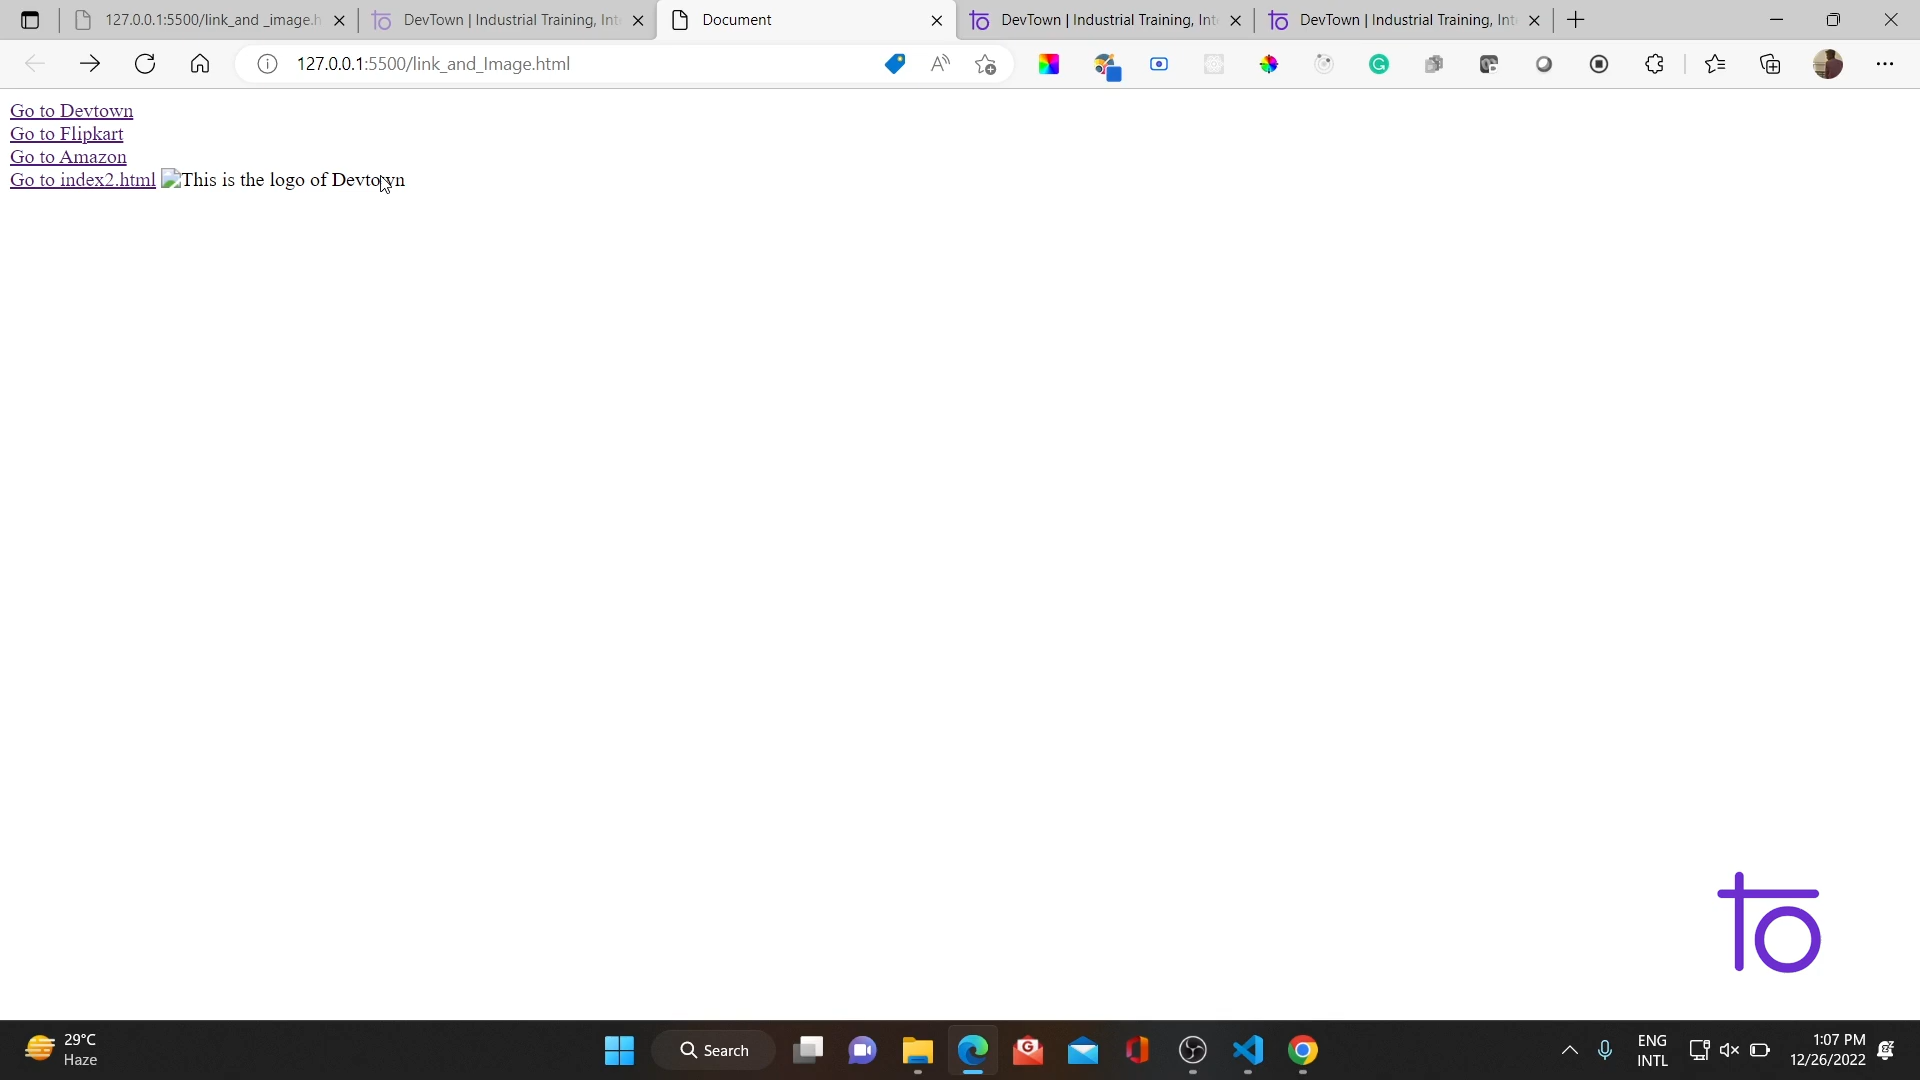 127.0.0.1:5500/link_and _image.h
DevTown | Industrial Training, Int
Document
DevTown | Industrial Training, Int
DevTown | Industrial Training, Int
127.0.0.1:5500/link_and_Image.html
Go to Devtown
Go to Flipkart
Go to Amazon
Go to index2.html This is the logo of Devtown
29°C
Haze
Search
ENG
INTL
1:07 PM
12/26/2022